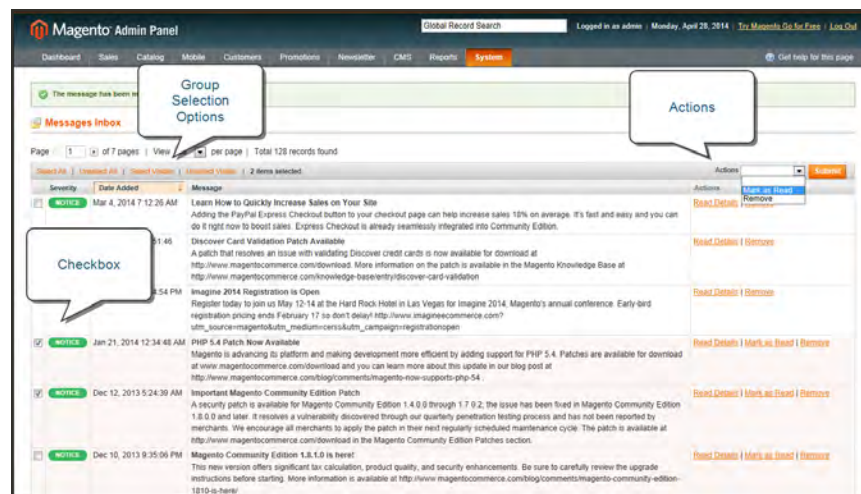 Magento Admin Panel
Global Record Search
Logged in as admin | Monday, April 28, 2014 | Try Magento Go for Free | Log Out
Dashboard Sales Catalog Mobile Customers Promotions Newsletter CMS Reports System
Get help for this page
The message has been
Group
Selection
Options
Actions
Messages Inbox
Page 1 of 7 pages | View per page | Total 128 records found
Select All | Unselect All | Select Visible | Unselect Visible | 2 items selected
Actions Submit
Mark as Read
Remove
Severity Date Added Message Actions
NOTICE Mar 4, 2014 7:12:26 AM Learn How to Quickly Increase Sales on Your Site
Read Details | Remove
Adding the PayPal Express Checkout button to your checkout page can help increase sales 18% on average. It's fast and easy and you can
do it right now to boost sales. Express Checkout is already seamlessly integrated into Community Edition.
51:46 Discover Card Validation Patch Available
Read Details | Remove
A patch that resolves an issue with validating Discover credit cards is now available for download at
http://www.magentocommerce.com/download. More information on the patch is available in the Magento Knowledge Base at
http://www.magentocommerce.com/knowledge-base/entry/discover-card-validation
Checkbox
4:54 PM Imagine 2014 Registration is Open
Read Details | Remove
Register today to join us May 12-14 at the Hard Rock Hotel in Las Vegas for Imagine 2014, Magento's annual conference. Early-bird
registration pricing ends February 17 so don't delay! http://www.imagineecommerce.com?
utm_source=magento&utm_medium=cerss&utm_campaign=registrationopen
NOTICE Jan 21, 2014 12:34:48 AM PHP 5.4 Patch Now Available
Read Details | Mark as Read | Remove
Magento is advancing its platform and making development more efficient by adding support for PHP 5.4. Patches are available for download
at www.magentocommerce.com/download and you can learn more about this update in our blog post at
http://www.magentocommerce.com/blog/comments/magento-now-supports-php-54 .
NOTICE Dec 12, 2013 5:24:39 AM Important Magento Community Edition Patch
Read Details | Mark as Read | Remove
A security patch is available for Magento Community Edition 1.4.0.0 through 1.7.0.2; the issue has been fixed in Magento Community Edition
1.8.0.0 and later. It resolves a vulnerability discovered through our quarterly penetration testing process and has not been reported by
merchants. We encourage all merchants to apply the patch in their next regularly scheduled maintenance cycle. The patch is available at
http://www.magentocommerce.com/download in the Magento Community Edition Patches section.
NOTICE Dec 10, 2013 9:35:06 PM Magento Community Edition 1.8.1.0 is here!
Read Details | Mark as Read | Remove
This new version offers significant tax calculation, product quality, and security enhancements. Be sure to carefully review the upgrade
instructions before starting. More information is available at http://www.magentocommerce.com/blog/comments/magento-community-edition-
1810-is-here/